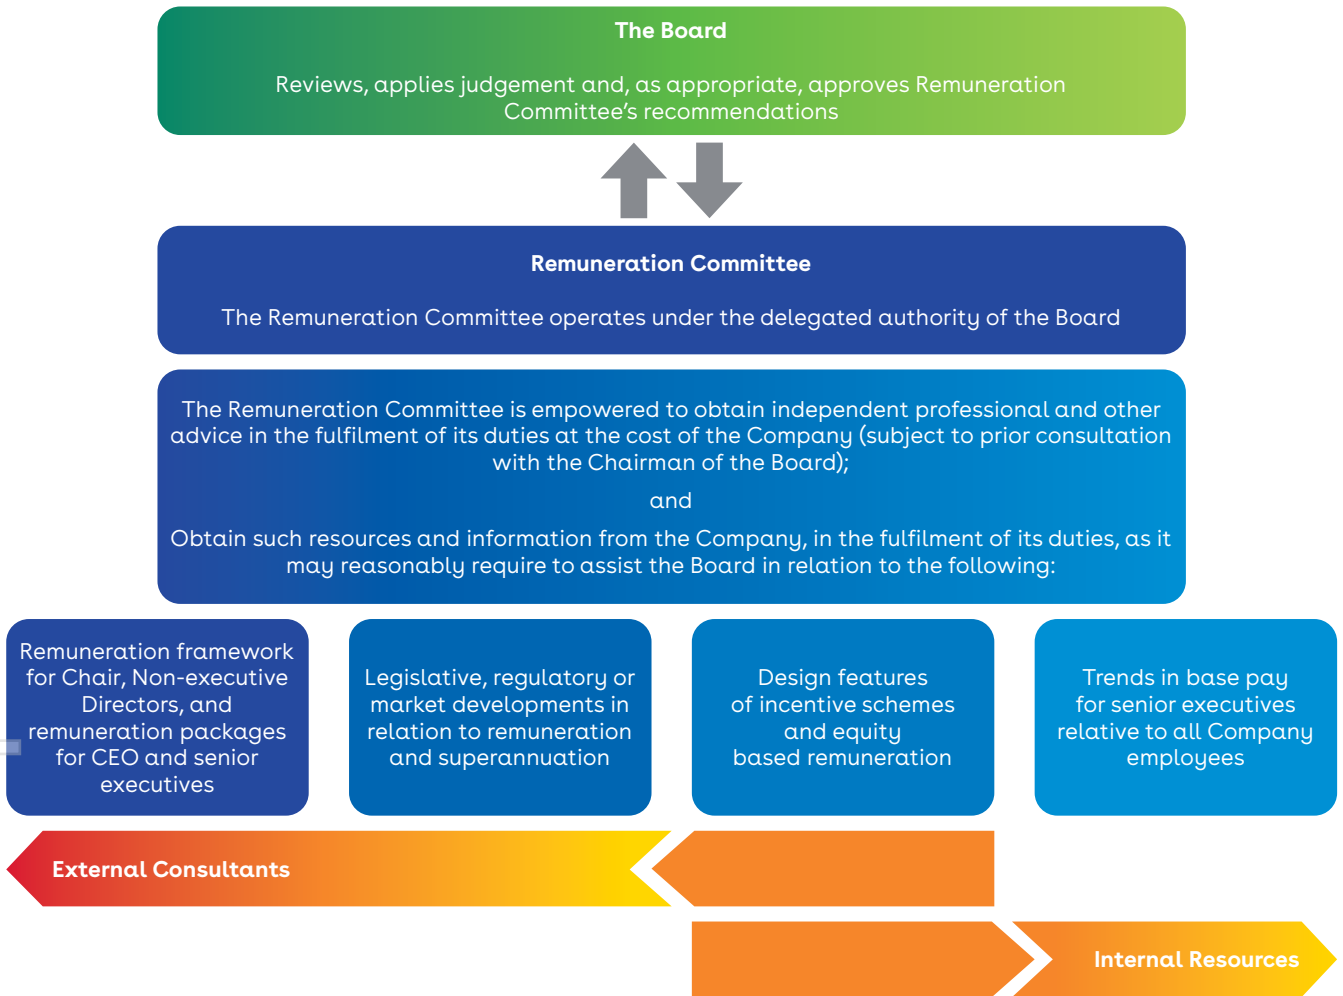 The Board
Reviews, applies judgement and, as appropriate, approves Remuneration
Committee’s recommendations
Remuneration Committee
The Remuneration Committee operates under the delegated authority of the Board
The Remuneration Committee is empowered to obtain independent professional and other
advice in the fulfilment of its duties at the cost of the Company (subject to prior consultation
with the Chairman of the Board);
and
Obtain such resources and information from the Company, in the fulfilment of its duties, as it
may reasonably require to assist the Board in relation to the following:
Remuneration framework
for Chair, Non-executive
Directors, and
remuneration packages
for CEO and senior
executives
Legislative, regulatory or
market developments in
relation to remuneration
and superannuation
Design features
of incentive schemes
and equity
based remuneration
Trends in base pay
for senior executives
relative to all Company
employees
External Consultants
Internal Resources